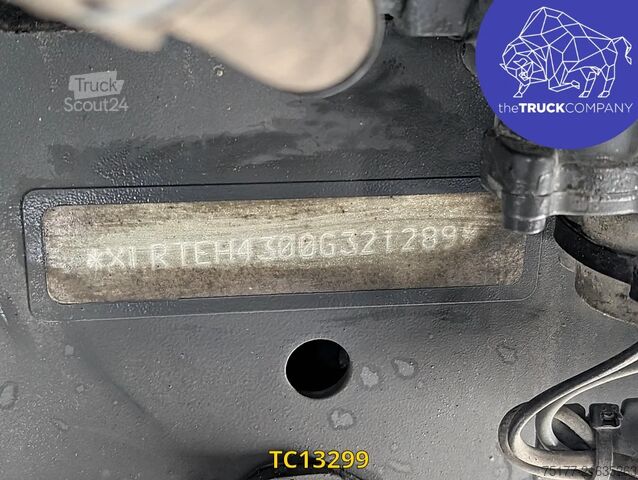 Truck
Scout24
theTRUCKCOMPANY
*XLRTEH4300G321289*
TC13299